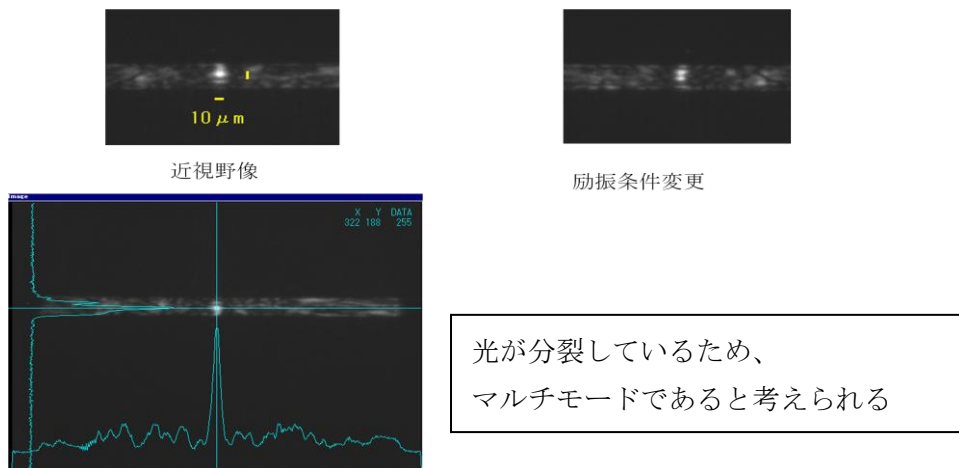 10μm
近視野像
励振条件変更
Image
X Y DATA
322 188 255
光が分裂しているため、
マルチモードであると考えられる